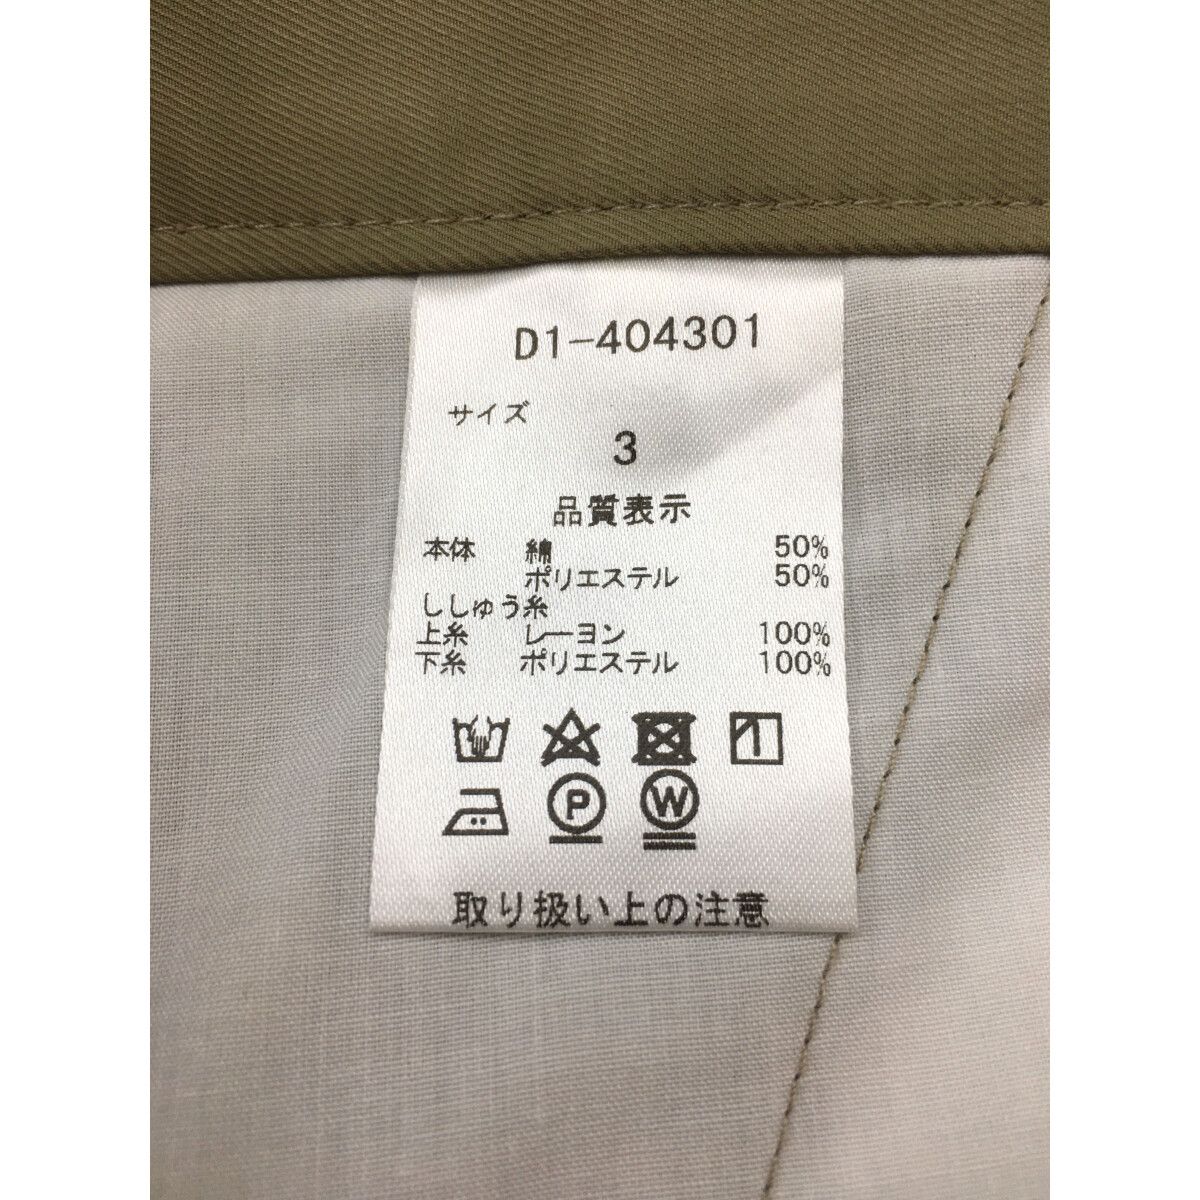 D1-404301
サイズ
3
品質表示
本体 綿 50%
ポリエステル 50%
ししゅう糸
上糸 レーヨン 100%
下糸 ポリエステル 100%
P W
取り扱い上の注意